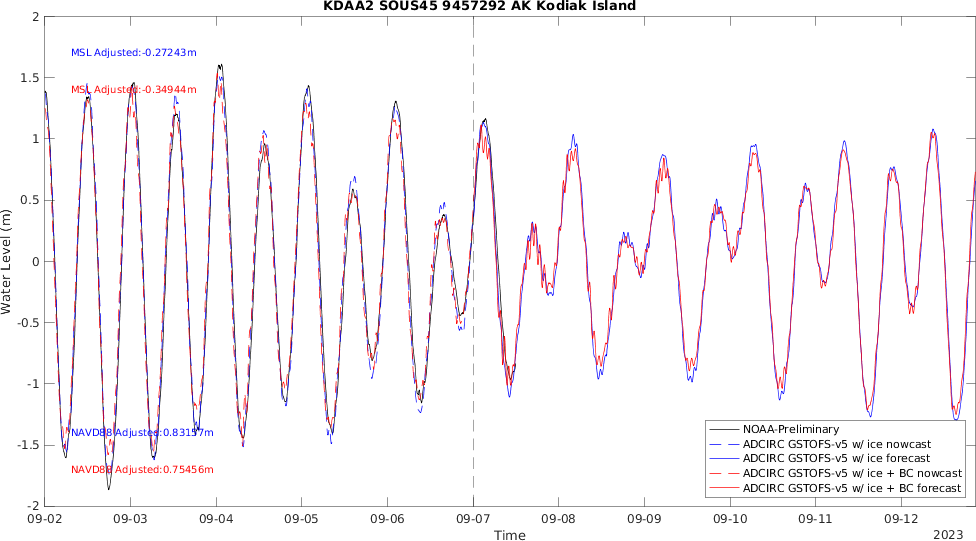 KDAA2 SOUS45 9457292 AK Kodiak Island
MSL Adjusted:-0.27243m
MSL Adjusted:-0.34944m
NAVD88 Adjusted:0.83157m
NAVD88 Adjusted:0.75456m
2
1.5
1
0.5
0
-0.5
-1
-1.5
-2
Water Level (m)
NOAA-Preliminary
ADCIRC GSTOFS-v5 w/ ice nowcast
ADCIRC GSTOFS-v5 w/ ice forecast
ADCIRC GSTOFS-v5 w/ ice + BC nowcast
ADCIRC GSTOFS-v5 w/ ice + BC forecast
09-02 09-03 09-04 09-05 09-06 09-07 09-08 09-09 09-10 09-11 09-12
Time
2023